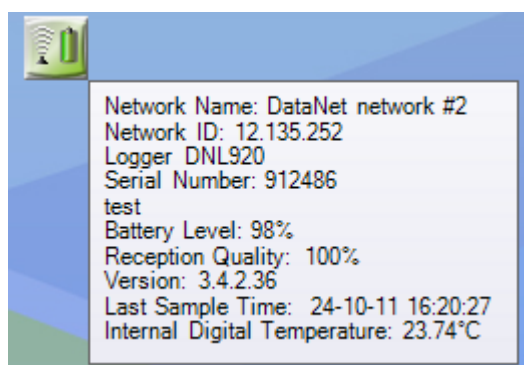 Network Name: DataNet network #2
Network ID: 12.135.252
Logger DNL920
Serial Number: 912486
test
Battery Level: 98%
Reception Quality: 100%
Version: 3.4.2.36
Last Sample Time: 24-10-11 16:20:27
Internal Digital Temperature: 23.74°C